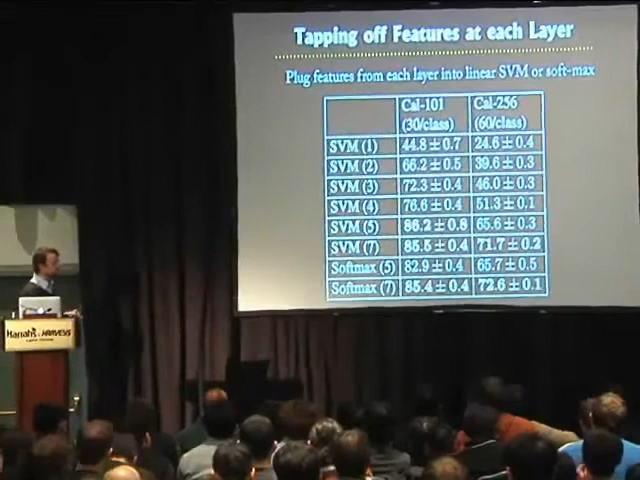 Tapping off Features at each Layer
Plug features from each layer into linear SVM or soft-max
Cal-101 Cal-256
(30/class) (60/class)
SVM (1) 44.8 ± 0.7 24.6 ± 0.4
SVM (2) 66.2 ± 0.5 39.6 ± 0.3
SVM (3) 72.3 ± 0.4 46.0 ± 0.3
SVM (4) 76.6 ± 0.4 51.3 ± 0.1
SVM (5) 86.2 ± 0.8 65.6 ± 0.3
SVM (7) 85.5 ± 0.4 71.7 ± 0.2
Softmax (5) 82.9 ± 0.4 65.7 ± 0.5
Softmax (7) 85.4 ± 0.4 72.6 ± 0.1
Harrah's HARVEYS